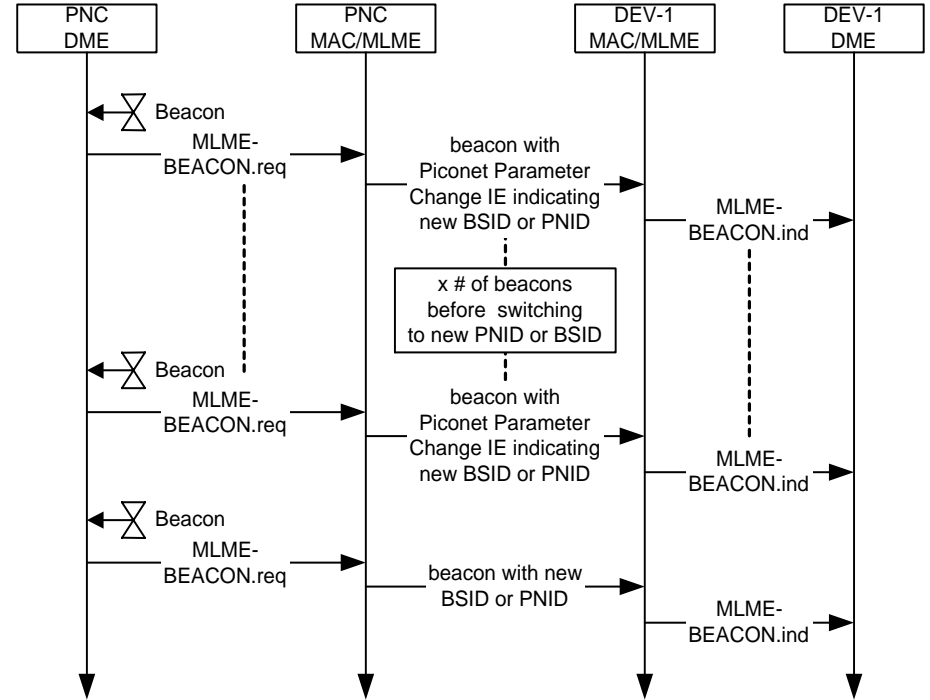 PNC
DME
PNC
MAC/MLME
DEV-1
MAC/MLME
DEV-1
DME
Beacon
MLME-
BEACON.req
beacon with
Piconet Parameter
Change IE indicating
new BSID or PNID
MLME-
BEACON.ind
x # of beacons
before switching
to new PNID or BSID
Beacon
MLME-
BEACON.req
beacon with
Piconet Parameter
Change IE indicating
new BSID or PNID
MLME-
BEACON.ind
Beacon
MLME-
BEACON.req
beacon with new
BSID or PNID
MLME-
BEACON.ind